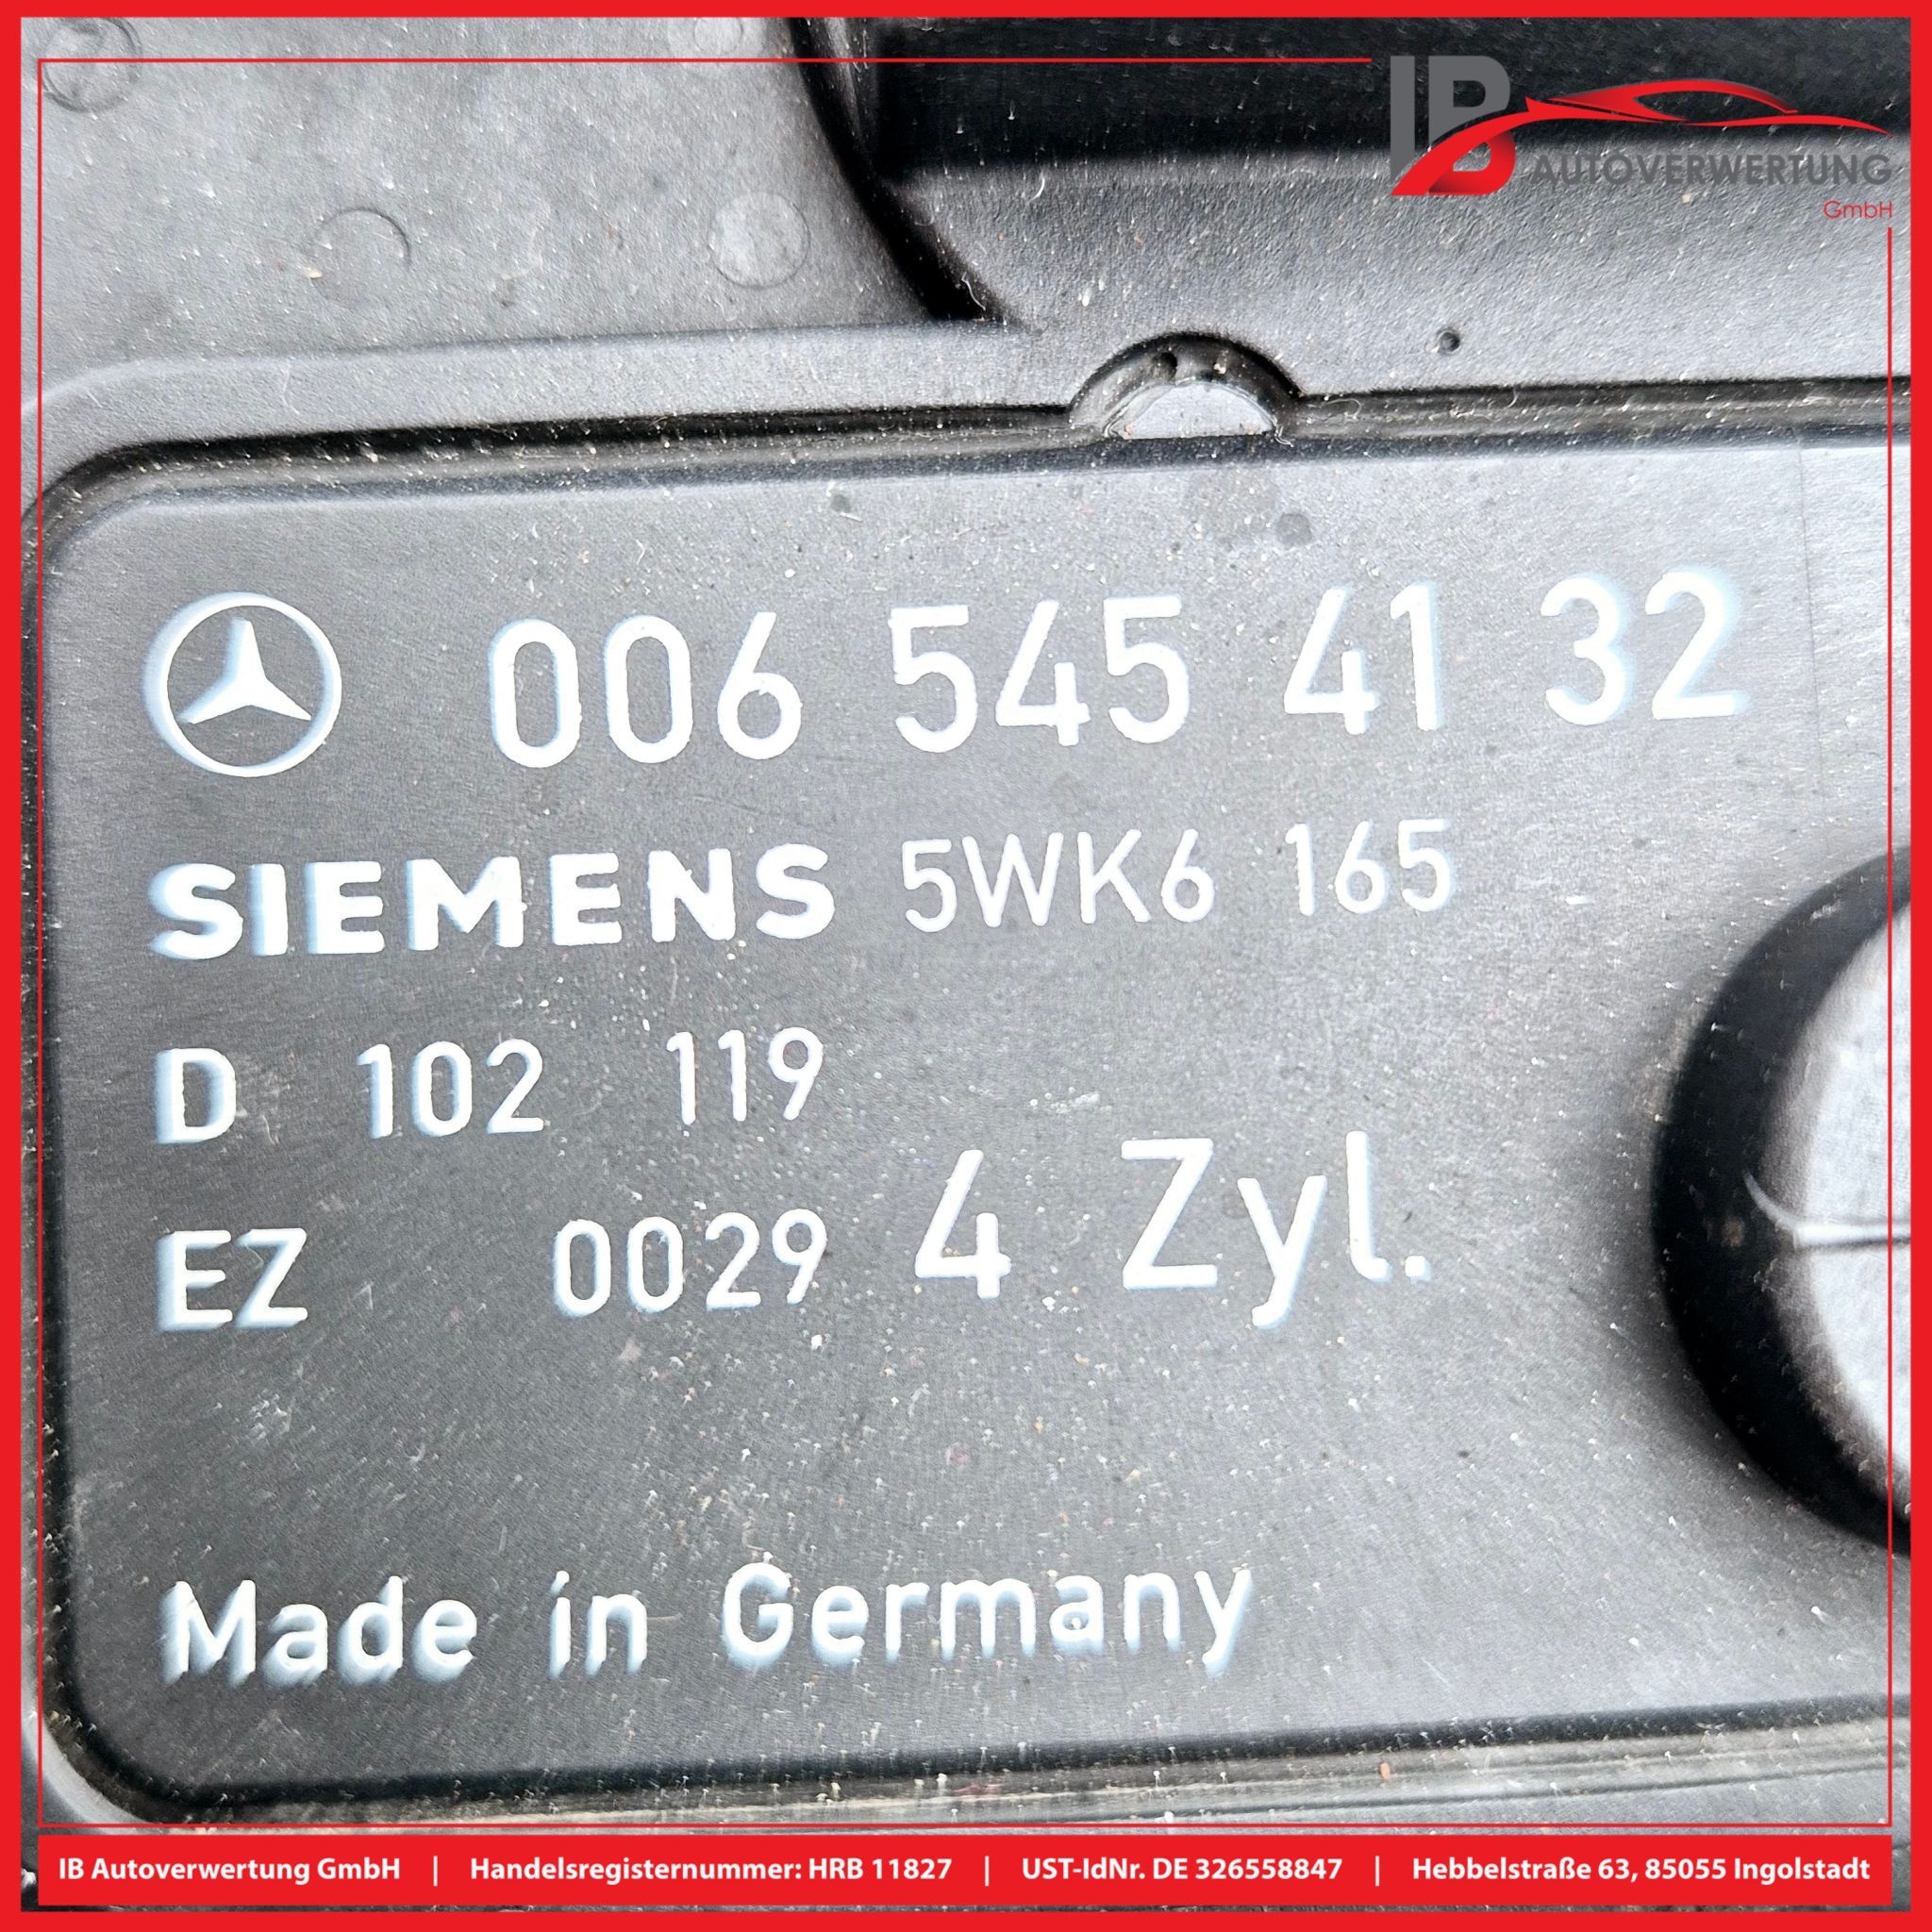 IB
AUTOVERWERTUNG
GmbH
006 545 41 32
SIEMENS 5WK6 165
D 102 119
EZ 0029 4 Zyl.
Made in Germany
IB Autoverwertung GmbH | Handelsregisternummer: HRB 11827 | UST-IdNr. DE 326558847 | Hebbelstraße 63, 85055 Ingolstadt